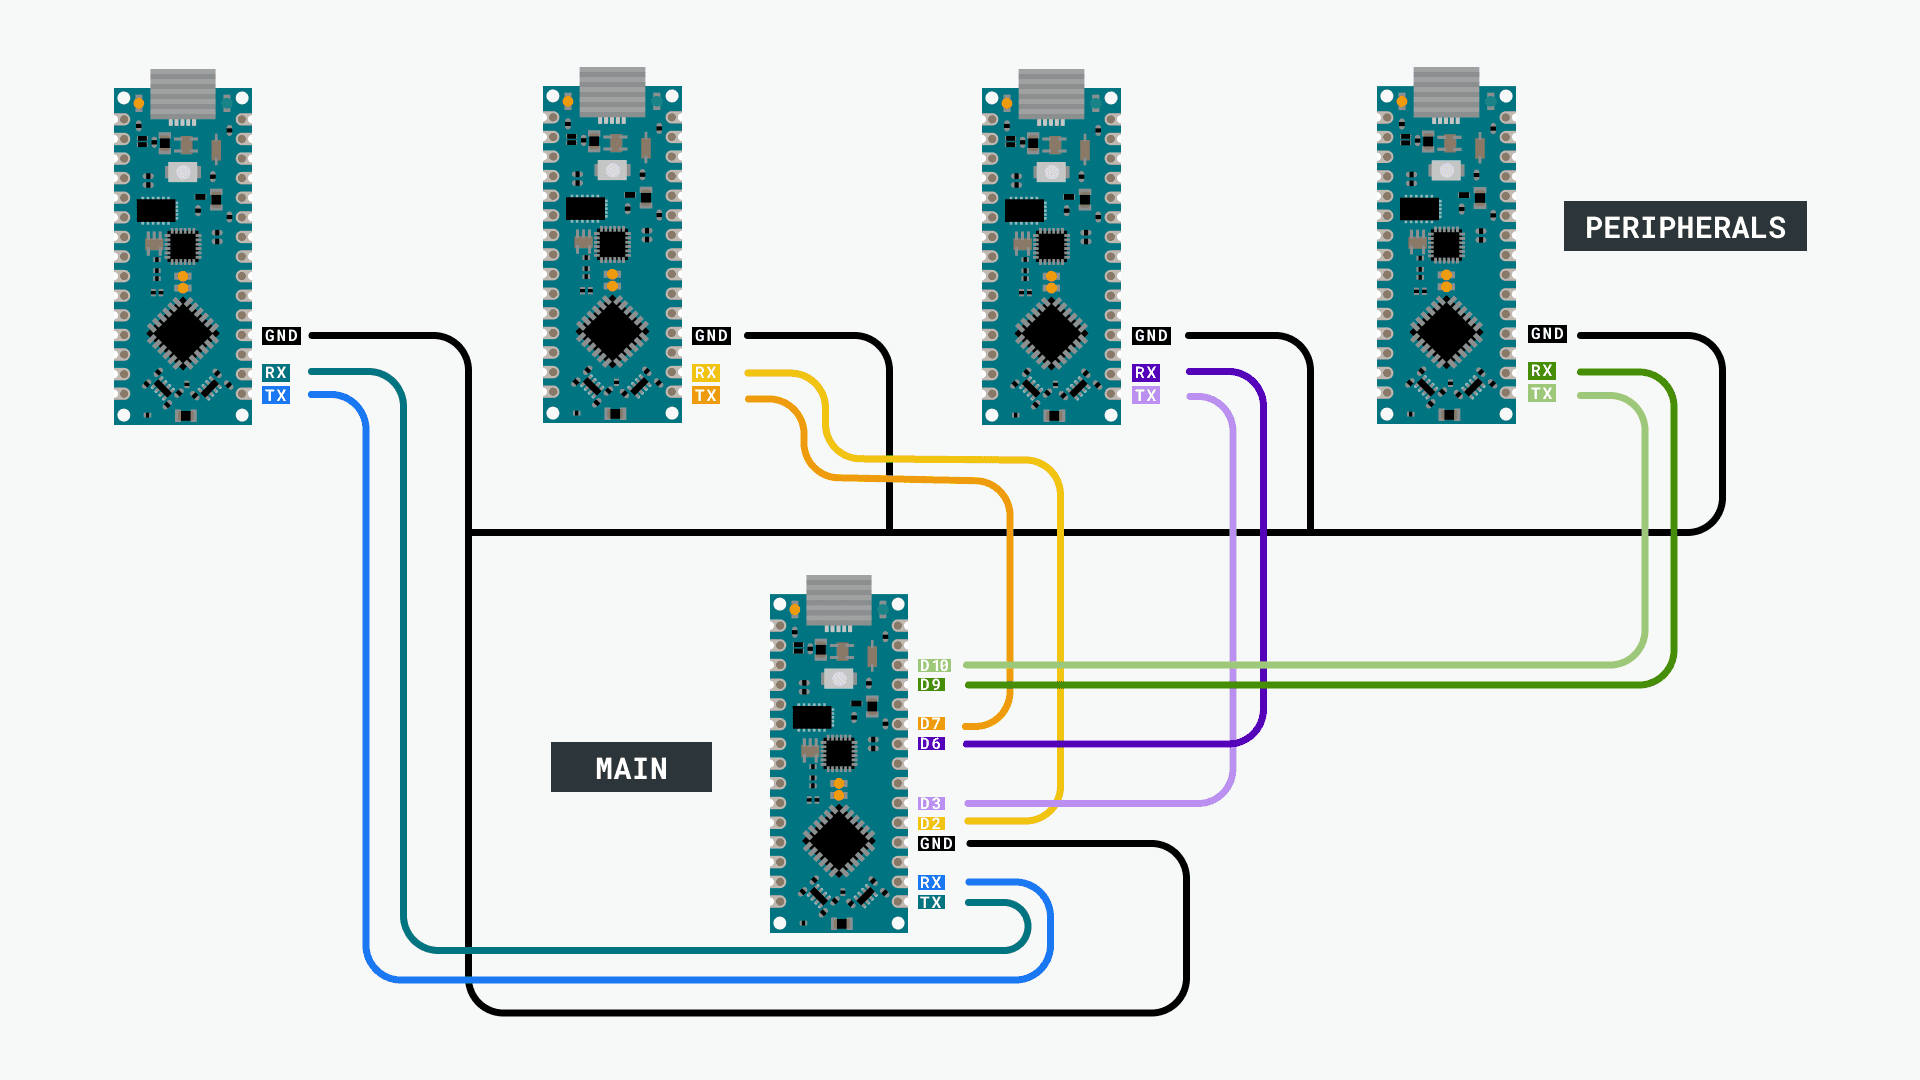 PERIPHERALS
GND
RX
TX
GND
RX
TX
GND
RX
TX
GND
RX
TX
MAIN
D10
D9
D7
D6
D3
D2
GND
RX
TX